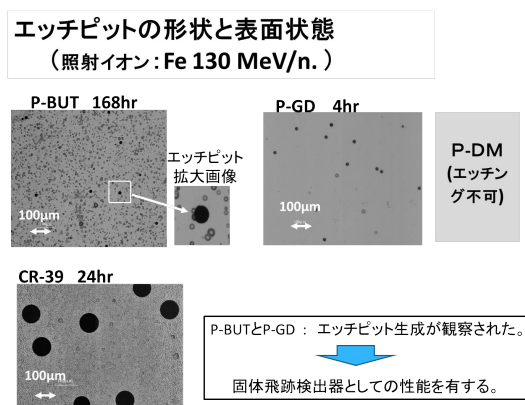 エッチピットの形状と表面状態
（照射イオン：Fe 130 MeV/n. ）
P-BUT 168hr
エッチピット
拡大画像
100μm
P-GD 4hr
100μm
P-DM
(エッチン
グ不可)
CR-39 24hr
100μm
P-BUTとP-GD ： エッチピット生成が観察された。
固体飛跡検出器としての性能を有する。